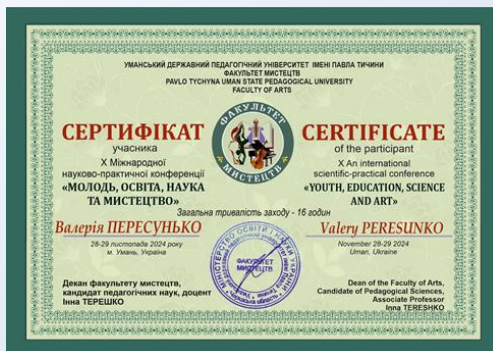 УМАНСЬКИЙ ДЕРЖАВНИЙ ПЕДАГОГІЧНИЙ УНІВЕРСИТЕТ ІМЕНІ ПАВЛА ТИЧИНИ
ФАКУЛЬТЕТ МИСТЕЦТВ
PAVLO TYCHYNA UMAN STATE PEDAGOGICAL UNIVERSITY
FACULTY OF ARTS
ФАКУЛЬТЕТ
МИСТЕЦТВ
СЕРТИФІКАТ
учасника
X Міжнародної
науково-практичної конференції
«МОЛОДЬ, ОСВІТА, НАУКА
ТА МИСТЕЦТВО»
CERTIFICATE
of the participant
X An international
scientific-practical conference
«YOUTH, EDUCATION, SCIENCE
AND ART»
Загальна тривалість заходу - 16 годин
Валерія ПЕРЕСУНЬКО
28-29 листопада 2024 року
м. Умань, Україна
Valery PERESUNKO
November 28-29 2024
Uman, Ukraine
Декан факультету мистецтв,
кандидат педагогічних наук, доцент
Інна ТЕРЕШКО
ФАКУЛЬТЕТ
МИСТЕЦТВ
Dean of the Faculty of Arts,
Candidate of Pedagogical Sciences,
Associate Professor
Inna TERESHKO